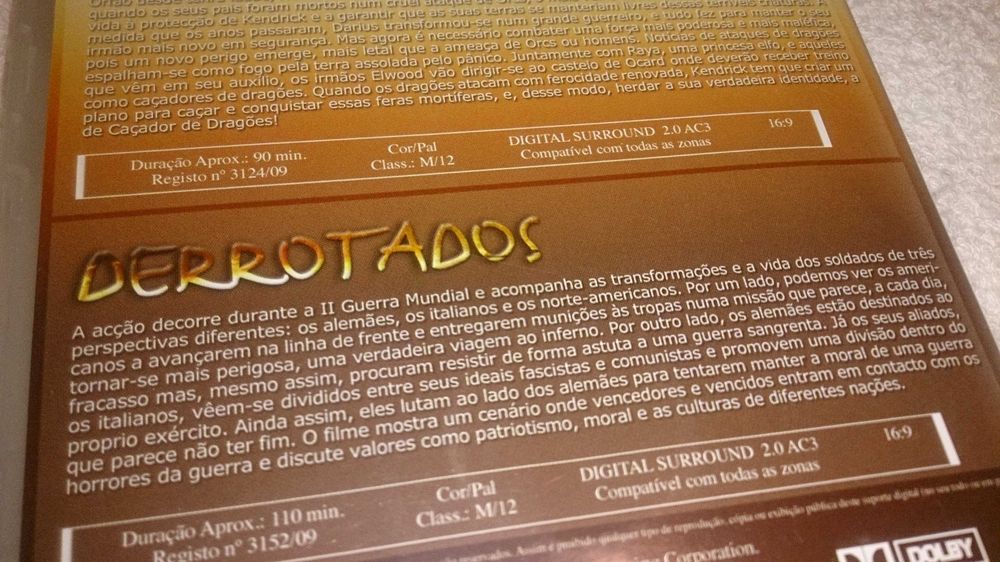 quando os seus pais foram mortos num cruel ataque de
vida à protecção de Kendrick e a garantir que as suas terras se manteriam livres dessas terríveis criaturas.
medida que os anos passaram, Darius transformou-se num grande guerreiro, e tudo fez para manter o seu
irmão mais novo em segurança. Mas agora é necessário combater uma força mais poderosa e mais maléfica,
pois um novo perigo emerge, mais letal que a ameaça de Orcs ou homens. Notícias de ataques de dragões
espalham-se como fogo pela terra assolada pelo pânico. Juntamente com Raya, uma princesa elfo, e aqueles
que vêm em seu auxílio, os irmãos Elwood vão dirigir-se ao castelo de Ocard onde deverão receber treino
como caçadores de dragões. Quando os dragões atacam com ferocidade renovada, Kendrick tem que criar um
plano para caçar e conquistar essas feras mortíferas, e, desse modo, herdar a sua verdadeira identidade, a
de Caçador de Dragões!
Duração Aprox.: 90 min. Cor/Pal DIGITAL SURROUND 2.0 AC3 16:9
Registo nº 3124/09 Class.: M/12 Compatível com todas as zonas
DERROTADOS
A acção decorre durante a II Guerra Mundial e acompanha as transformações e a vida dos soldados de três
perspectivas diferentes: os alemães, os italianos e os norte-americanos. Por um lado, podemos ver os ameri-
canos a avançarem na linha de frente e entregarem munições às tropas numa missão que parece, a cada dia,
tornar-se mais perigosa, uma verdadeira viagem ao inferno. Por outro lado, os alemães estão destinados ao
fracasso mas, mesmo assim, procuram resistir de forma astuta a uma guerra sangrenta. Já os seus aliados,
os italianos, vêem-se divididos entre seus ideais fascistas e comunistas e promovem uma divisão dentro do
proprio exército. Ainda assim, eles lutam ao lado dos alemães para tentarem manter a moral de uma guerra
que parece não ter fim. O filme mostra um cenário onde vencedores e vencidos entram em contacto com os
horrores da guerra e discute valores como patriotismo, moral e as culturas de diferentes nações.
Duração Aprox.: 110 min. Cor/Pal DIGITAL SURROUND 2.0 AC3 16:9
Registo nº 3152/09 Class.: M/12 Compatível com todas as zonas
reservados. Assim é proibido qualquer tipo de reprodução, cópia ou exibição pública deste suporte digital
Corporation.
DOLBY